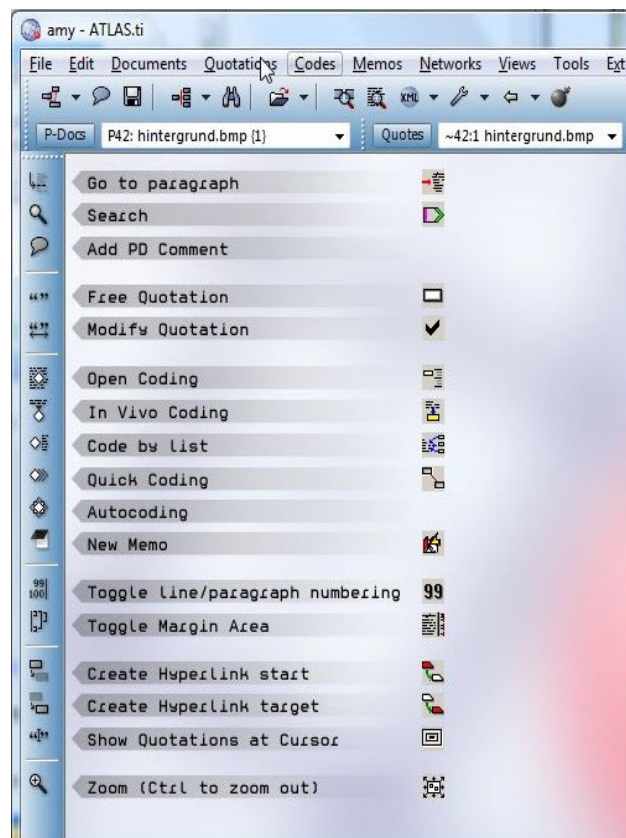 amy - ATLAS.ti
File Edit Documents Quotations Codes Memos Networks Views Tools Ext
XML
P-Docs P42: hintergrund.bmp {1} Quotes ~42:1 hintergrund.bmp
Go to paragraph
Search
Add PD Comment
Free Quotation
Modify Quotation
Open Coding
In Vivo Coding
Code by list
Quick Coding
Autocoding
New Memo
99
100
Toggle line/paragraph numbering 99
Toggle Margin Area
Create Hyperlink start
Create Hyperlink target
Show Quotations at Cursor
Zoom (Ctrl to zoom out)